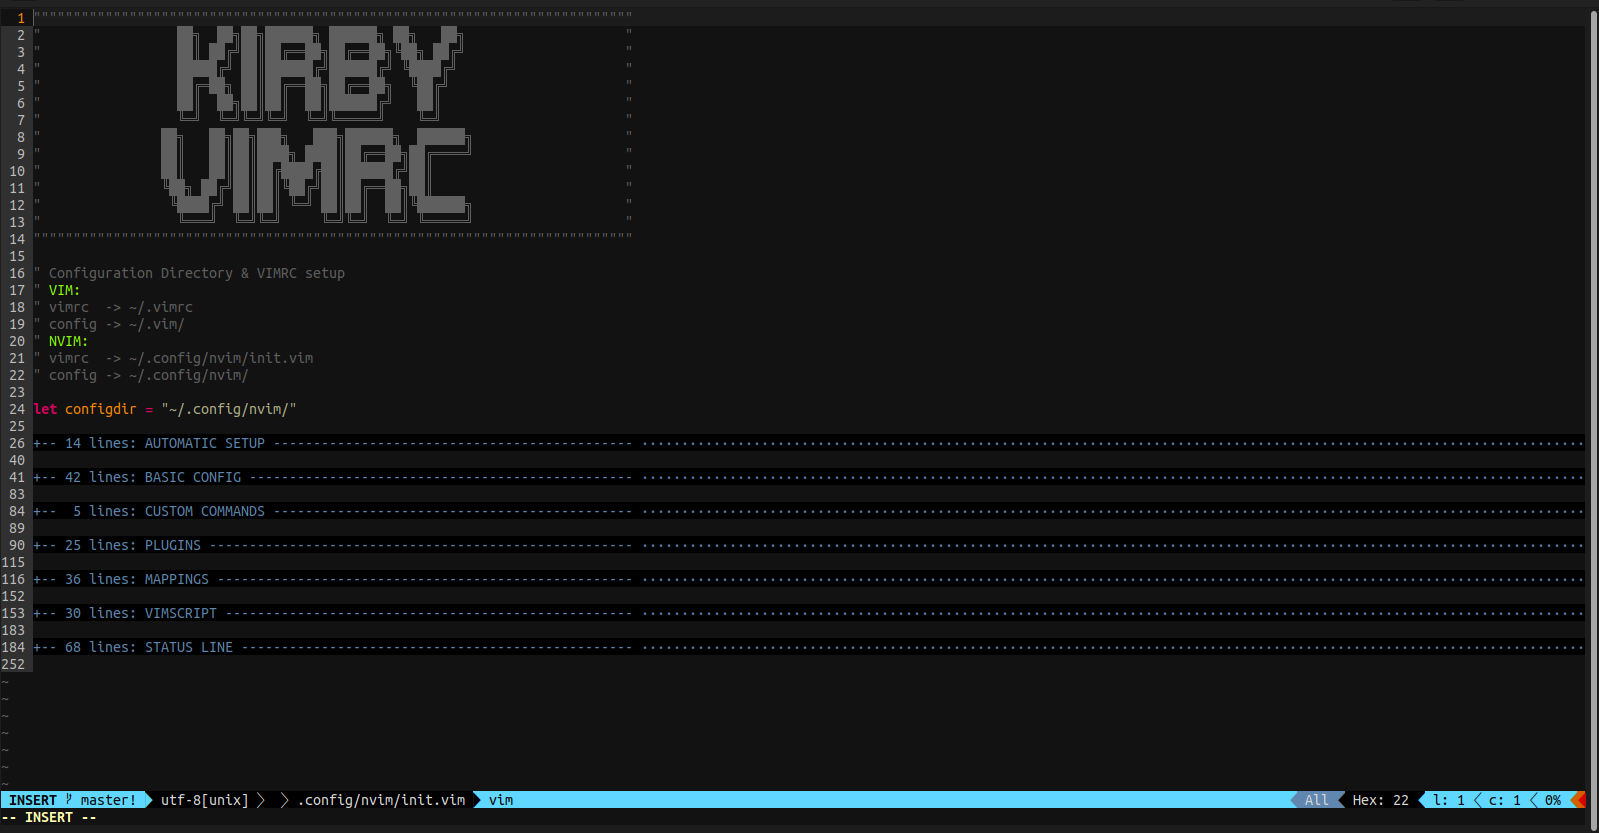 1 """""""""""""""""""""""""""""""""""""""""""""""""""""""""""""""""""""""""""
2 " "
3 " "
4 " KIRBY "
5 " "
6 " "
7 " "
8 " "
9 " "
10 " VIMRC "
11 " "
12 " "
13 " "
14 """""""""""""""""""""""""""""""""""""""""""""""""""""""""""""""""""""""""""
15
16 " Configuration Directory & VIMRC setup
17 " VIM:
18 " vimrc  -> ~/.vimrc
19 " config -> ~/.vim/
20 " NVIM:
21 " vimrc  -> ~/.config/nvim/init.vim
22 " config -> ~/.config/nvim/
23
24 let configdir = "~/.config/nvim/"
25
26 +-- 14 lines: AUTOMATIC SETUP ---------------------------------------------
40
41 +-- 42 lines: BASIC CONFIG ------------------------------------------------
83
84 +--  5 lines: CUSTOM COMMANDS ---------------------------------------------
89
90 +-- 25 lines: PLUGINS -----------------------------------------------------
115
116 +-- 36 lines: MAPPINGS ----------------------------------------------------
152
153 +-- 30 lines: VIMSCRIPT ---------------------------------------------------
183
184 +-- 68 lines: STATUS LINE -------------------------------------------------
252
~
~
~
~
~
~
~
INSERT master! utf-8[unix] .config/nvim/init.vim vim All Hex: 22 l: 1 c: 1 0%
-- INSERT --